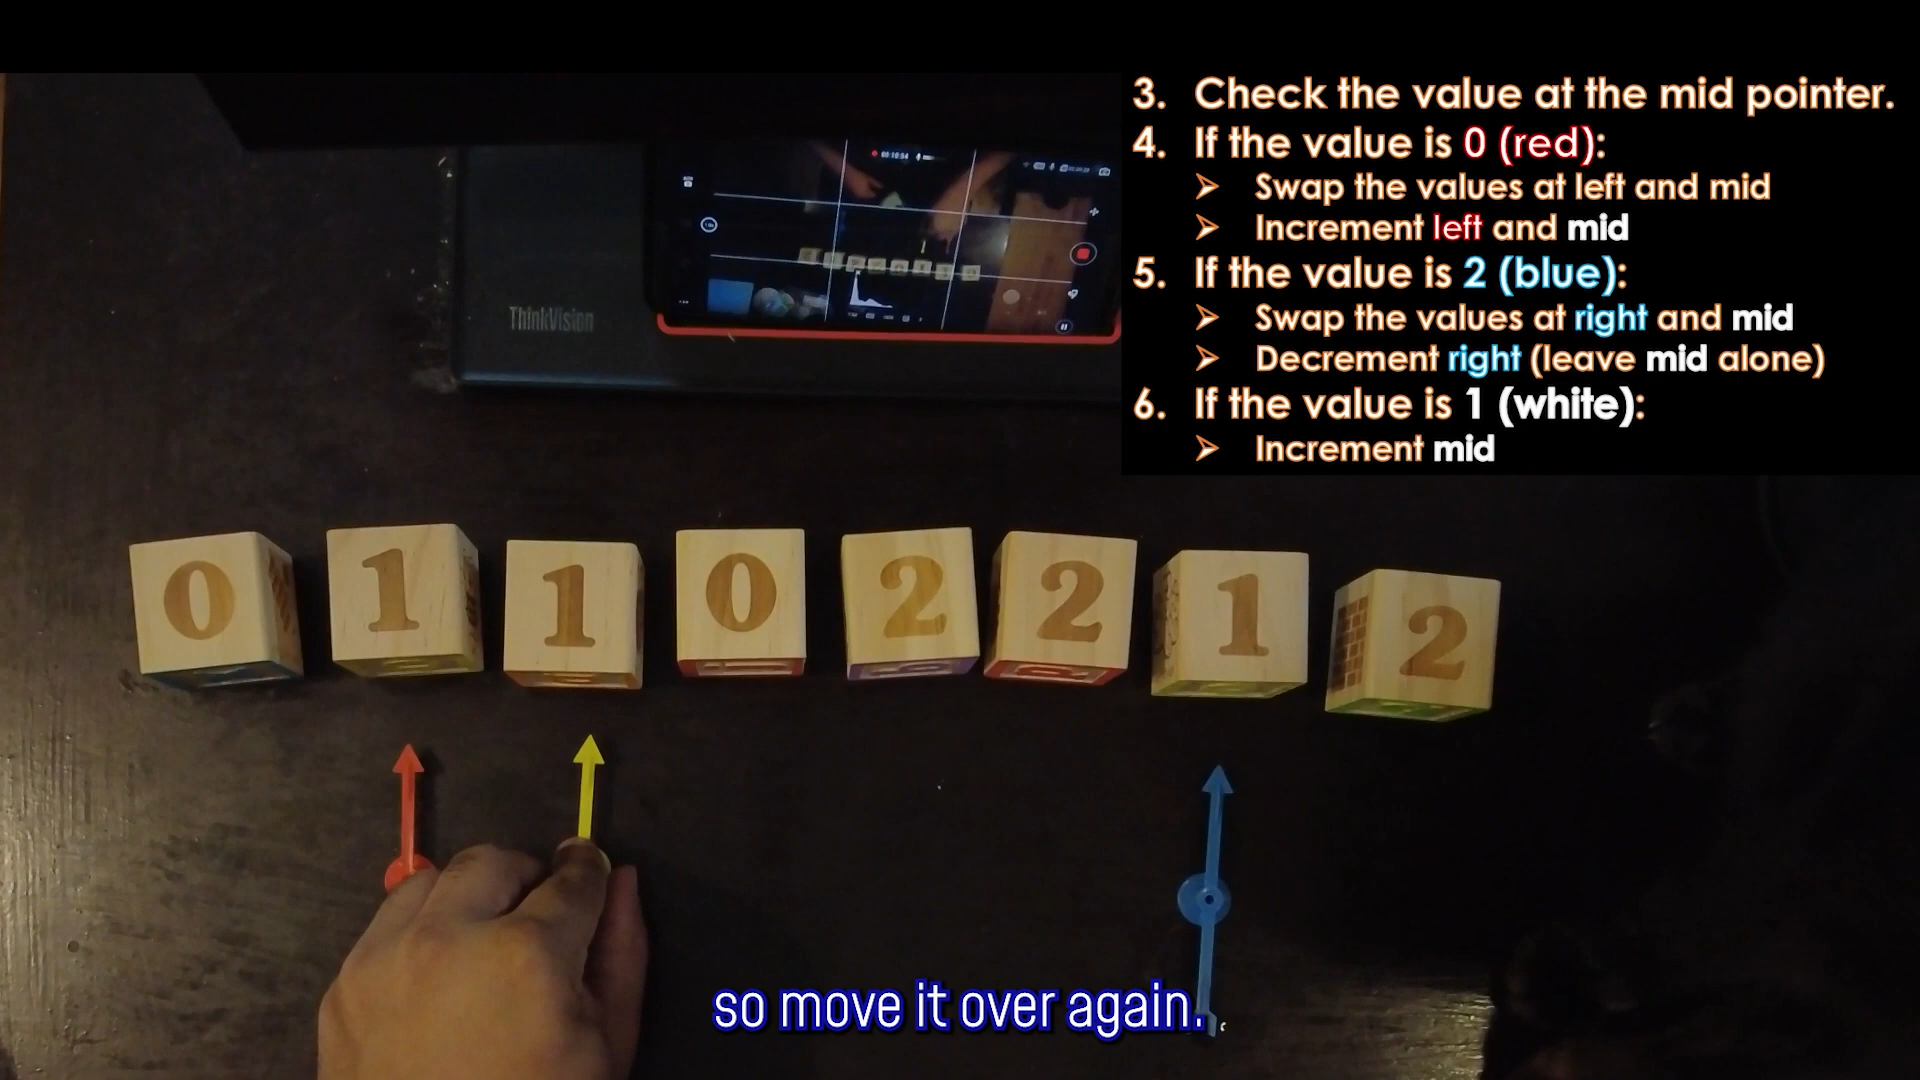 3. Check the value at the mid pointer.
4. If the value is 0 (red):
Swap the values at left and mid
Increment left and mid
5. If the value is 2 (blue):
Swap the values at right and mid
Decrement right (leave mid alone)
6. If the value is 1 (white):
Increment mid
ThinkVision
0 1 1 0 2 2 1 2
so move it over again.